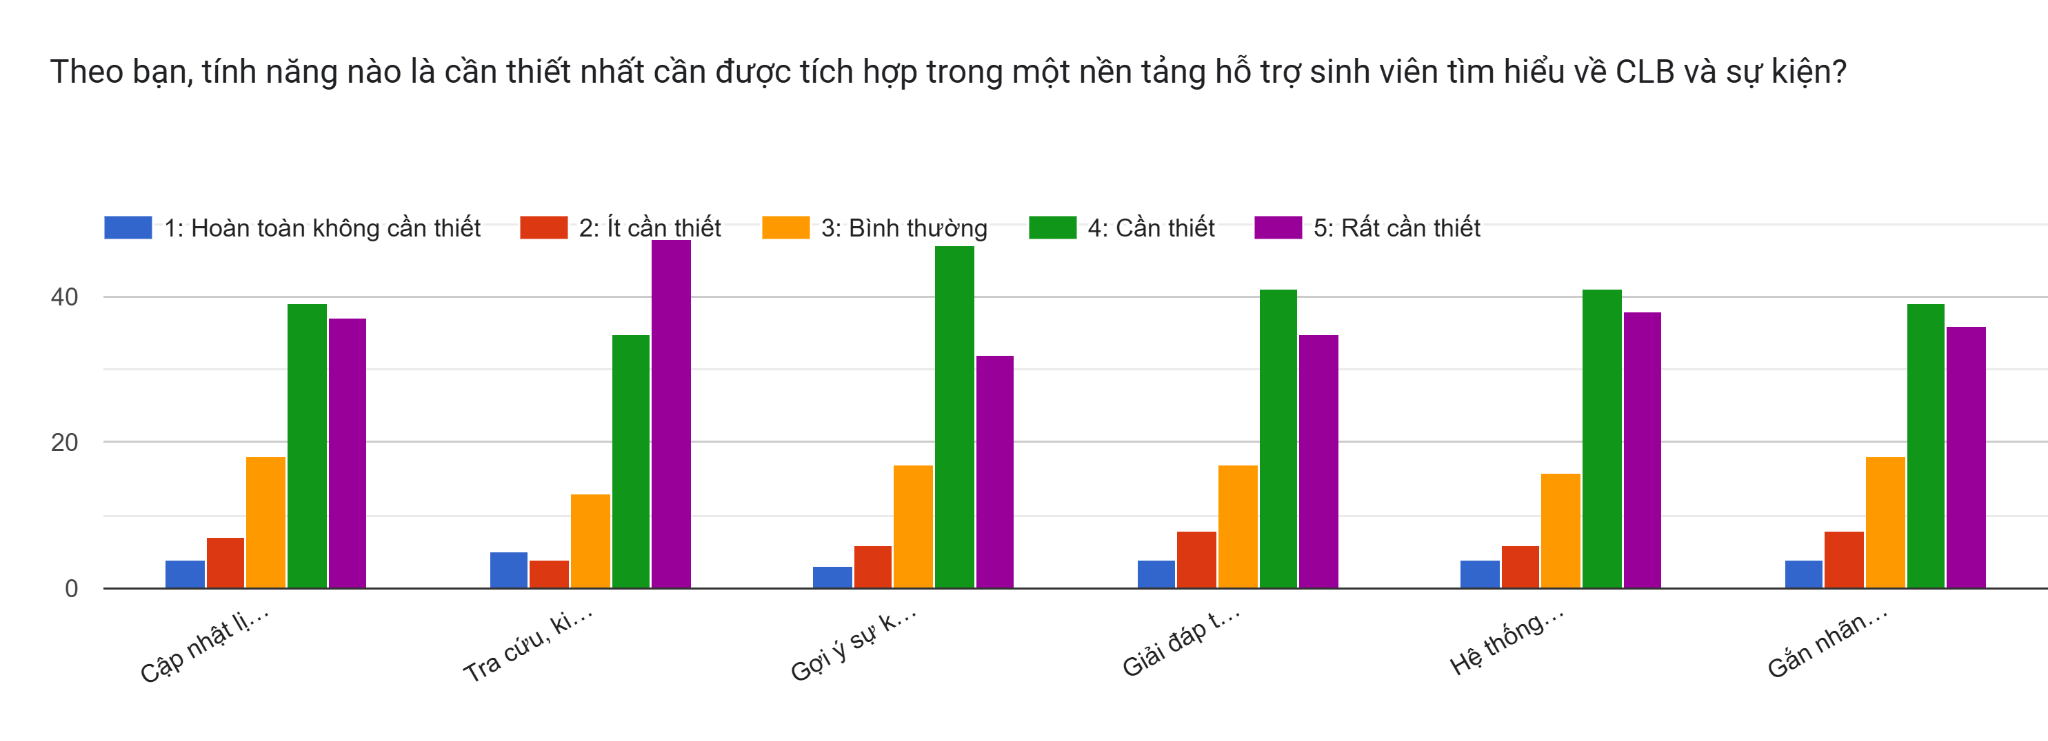 Theo bạn, tính năng nào là cần thiết nhất cần được tích hợp trong một nền tảng hỗ trợ sinh viên tìm hiểu về CLB và sự kiện?
1: Hoàn toàn không cần thiết 2: Ít cần thiết 3: Bình thường 4: Cần thiết 5: Rất cần thiết
40
20
0
Cập nhật lị... Tra cứu, ki... Gợi ý sự k... Giải đáp t... Hệ thống... Gắn nhãn...